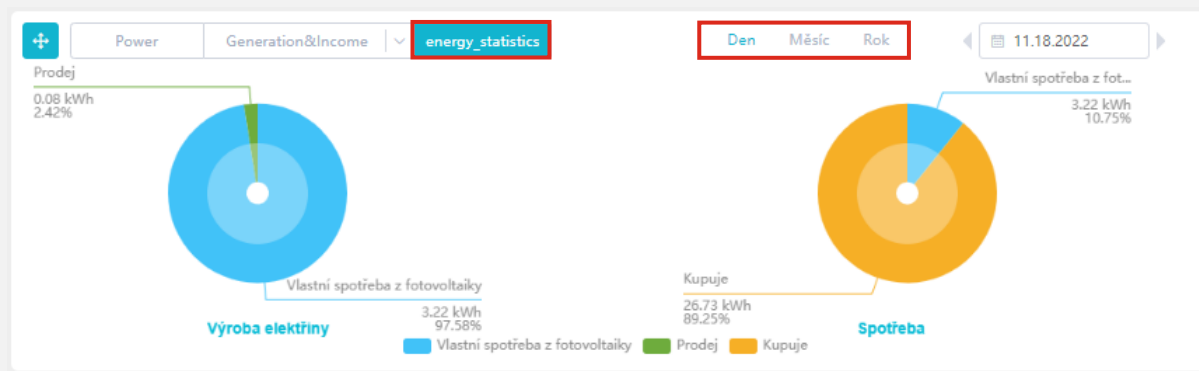 Power
Generation&Income
energy_statistics
Den
Měsíc
Rok
11.18.2022
Prodej
0.08 kWh
2.42%
Vlastní spotřeba z fotovoltaiky
3.22 kWh
97.58%
Výroba elektřiny
Vlastní spotřeba z fot...
3.22 kWh
10.75%
Kupuje
26.73 kWh
89.25%
Spotřeba
Vlastní spotřeba z fotovoltaiky
Prodej
Kupuje